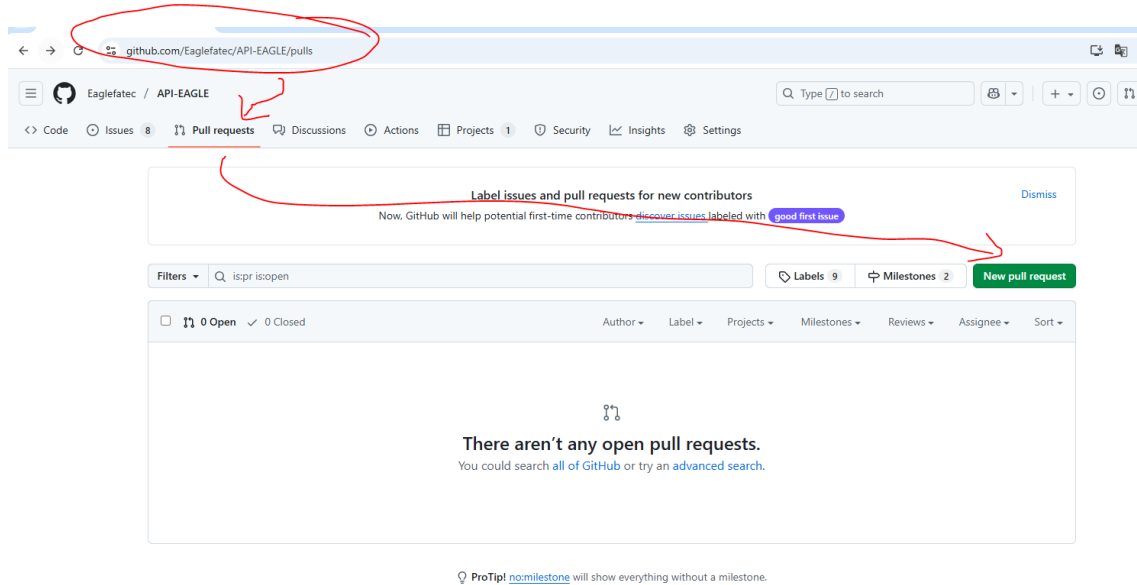 github.com/Eaglefatec/API-EAGLE/pulls
Eaglefatec / API-EAGLE
Type / to search
Code Issues 8 Pull requests Discussions Actions Projects 1 Security Insights Settings
Label issues and pull requests for new contributors
Dismiss
Now, GitHub will help potential first-time contributors discover issues labeled with good first issue
Filters is:pr is:open Labels 9 Milestones 2 New pull request
0 Open 0 Closed Author Label Projects Milestones Reviews Assignee Sort
There aren't any open pull requests.
You could search all of GitHub or try an advanced search.
ProTip! no:milestone will show everything without a milestone.